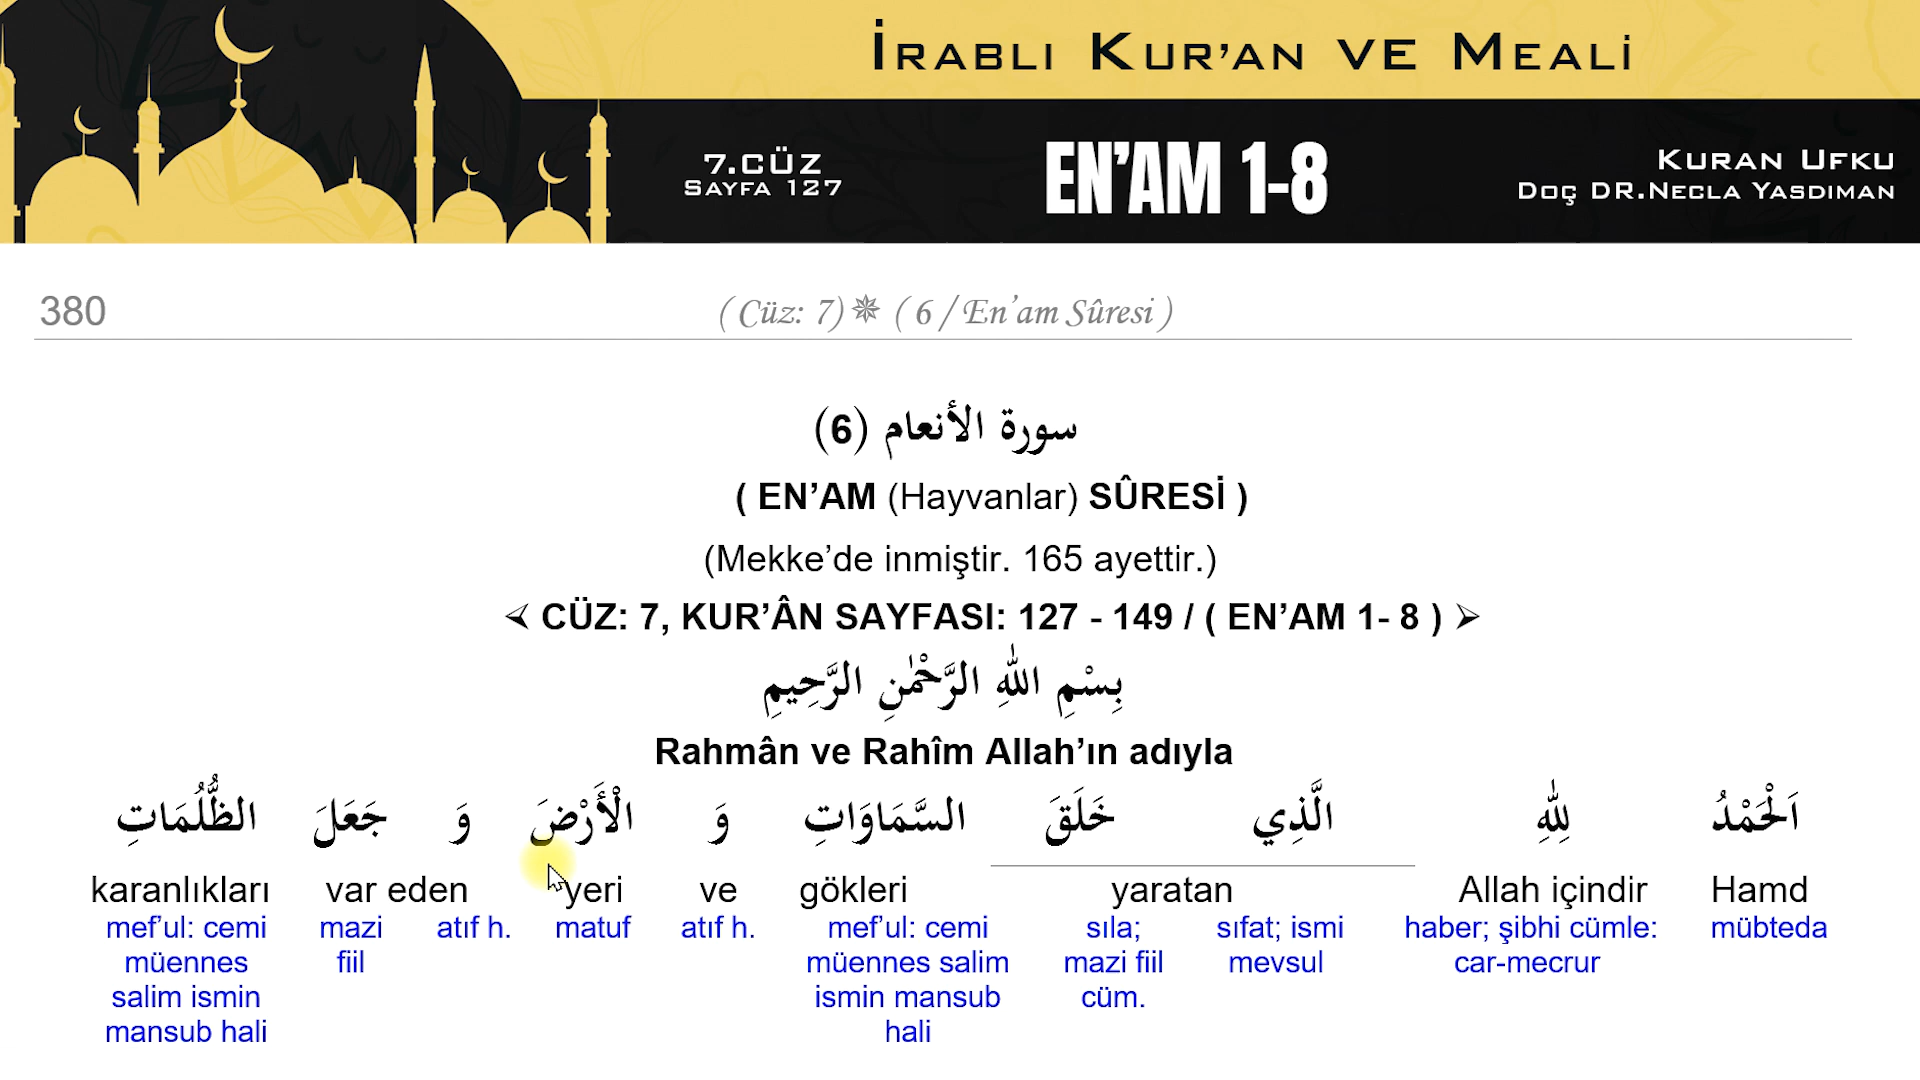 İRABLI KUR'AN VE MEALİ
7.CÜZ
SAYFA 127
EN'AM 1-8
KURAN UFKU
DOÇ DR.NECLA YASDIMAN
380
( Cüz: 7) ✵ ( 6 / En'am Sûresi )
سورة الأنعام (6)
( EN'AM (Hayvanlar) SÛRESİ )
(Mekke'de inmiştir. 165 ayettir.)
⮘ CÜZ: 7, KUR'ÂN SAYFASI: 127 - 149 / ( EN'AM 1- 8 ) ⮚
بِسْمِ اللّٰهِ الرَّحْمٰنِ الرَّحِيمِ
Rahmân ve Rahîm Allah'ın adıyla
اَلْحَمْدُ لِلّٰهِ الَّذِي خَلَقَ السَّمَاوَاتِ وَ الْأَرْضَ وَ جَعَلَ الظُّلُمَاتِ
karanlıkları var eden yeri ve gökleri yaratan Allah içindir Hamd
mef'ul: cemi mazi atıf h. matuf atıf h. mef'ul: cemi sıla; sıfat; ismi haber; şibhi cümle: mübteda
müennes fiil müennes salim mazi fiil mevsul car-mecrur
salim ismin ismin mansub cüm.
mansub hali hali